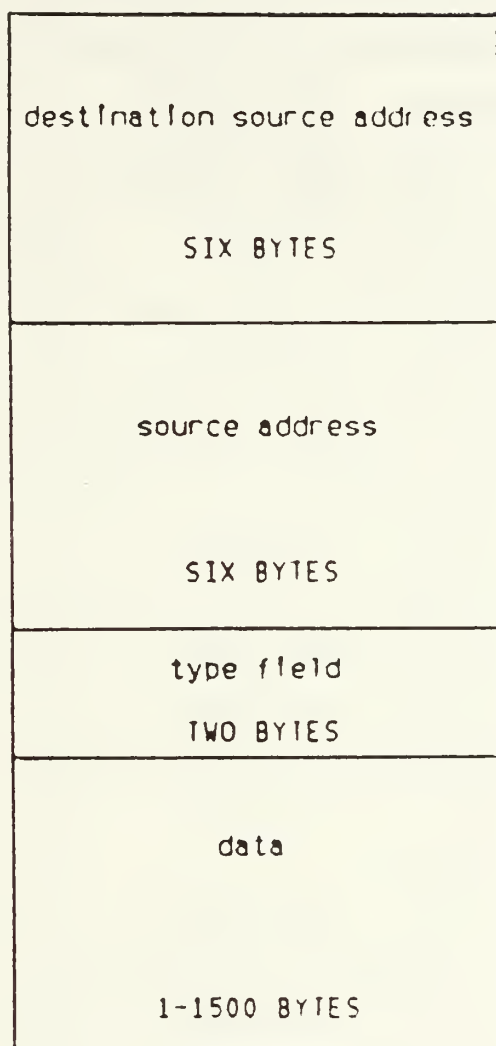 destination source address
SIX BYTES
source address
SIX BYTES
type field
TWO BYTES
data
1-1500 BYTES